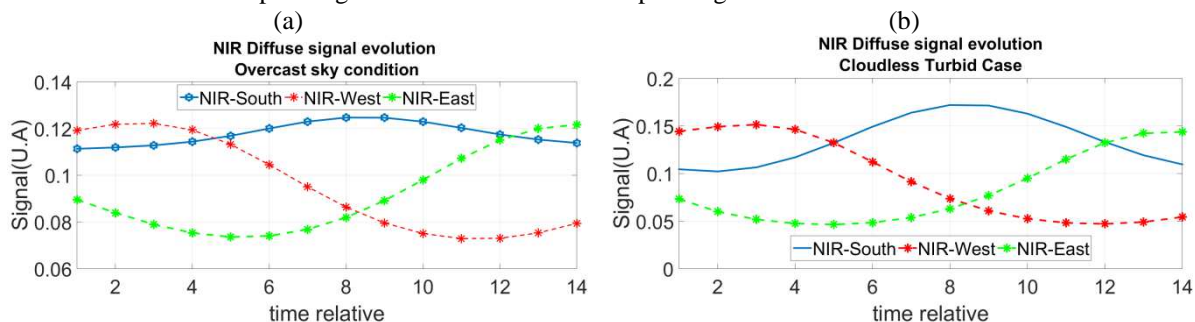 (a)
NIR Diffuse signal evolution
Overcast sky condition
NIR-South NIR-West NIR-East
Signal(U.A)
0.14
0.12
0.1
0.08
0.06
2 4 6 8 10 12 14
time relative
(b)
NIR Diffuse signal evolution
Cloudless Turbid Case
Signal(U.A)
0.2
0.15
0.1
0.05
0
NIR-South NIR-West NIR-East
2 4 6 8 10 12 14
time relative